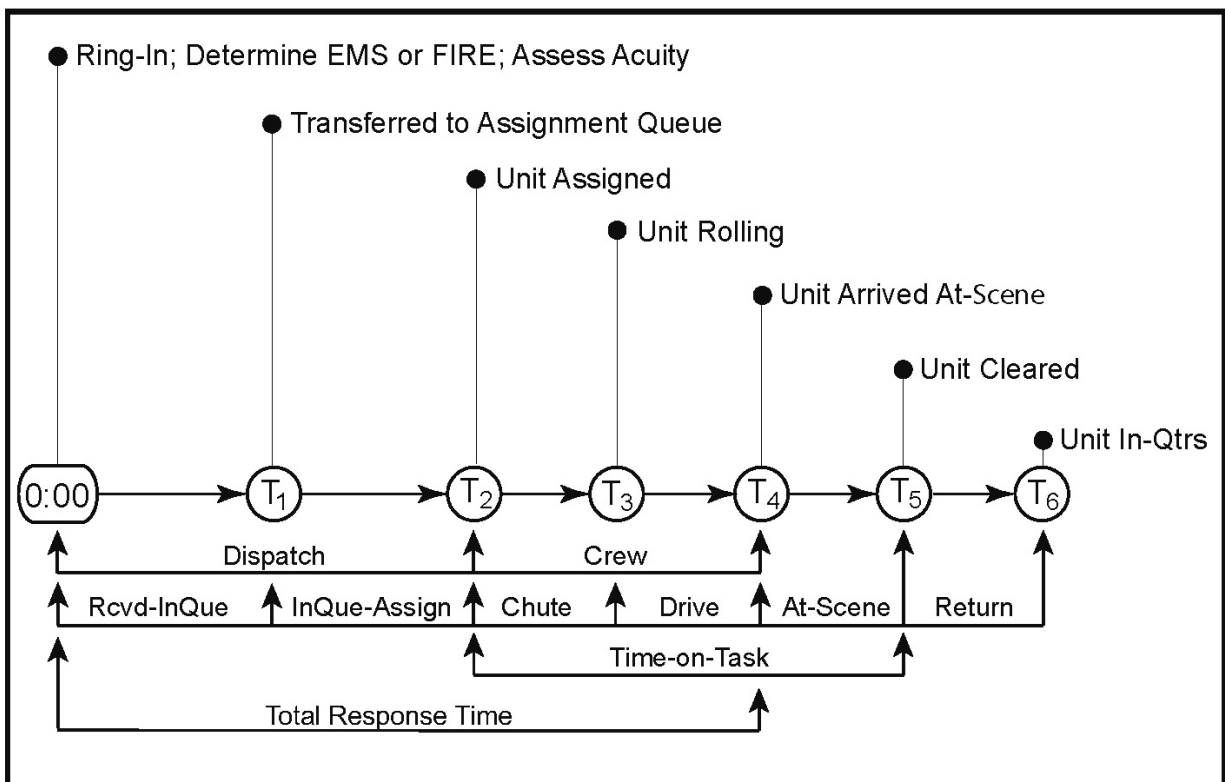 Ring-In; Determine EMS or FIRE; Assess Acuity
Transferred to Assignment Queue
Unit Assigned
Unit Rolling
Unit Arrived At-Scene
Unit Cleared
Unit In-Qtrs
0:00 T1 T2 T3 T4 T5 T6
Dispatch Crew
Rcvd-InQue InQue-Assign Chute Drive At-Scene Return
Time-on-Task
Total Response Time